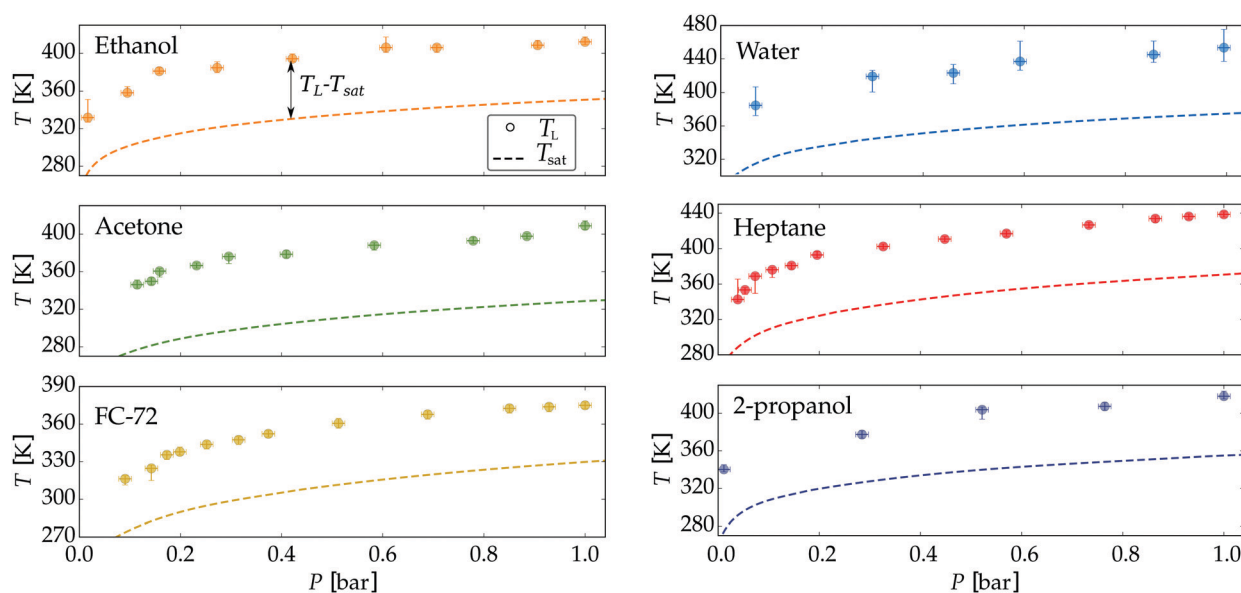 Ethanol
T [K]
400
360
320
280
T_L-T_sat
T_L
T_sat
Water
T [K]
480
440
400
360
300
Acetone
T [K]
400
360
320
280
Heptane
T [K]
440
400
360
320
280
FC-72
T [K]
390
360
330
300
270
0.0 0.2 0.4 0.6 0.8 1.0
P [bar]
2-propanol
T [K]
400
360
320
280
0.0 0.2 0.4 0.6 0.8 1.0
P [bar]